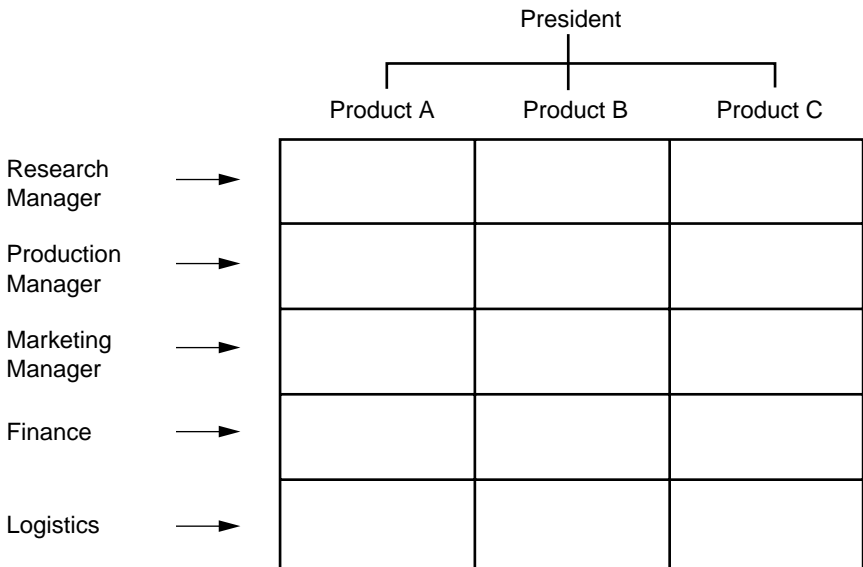 President
Product A Product B Product C
Research
Manager
Production
Manager
Marketing
Manager
Finance
Logistics